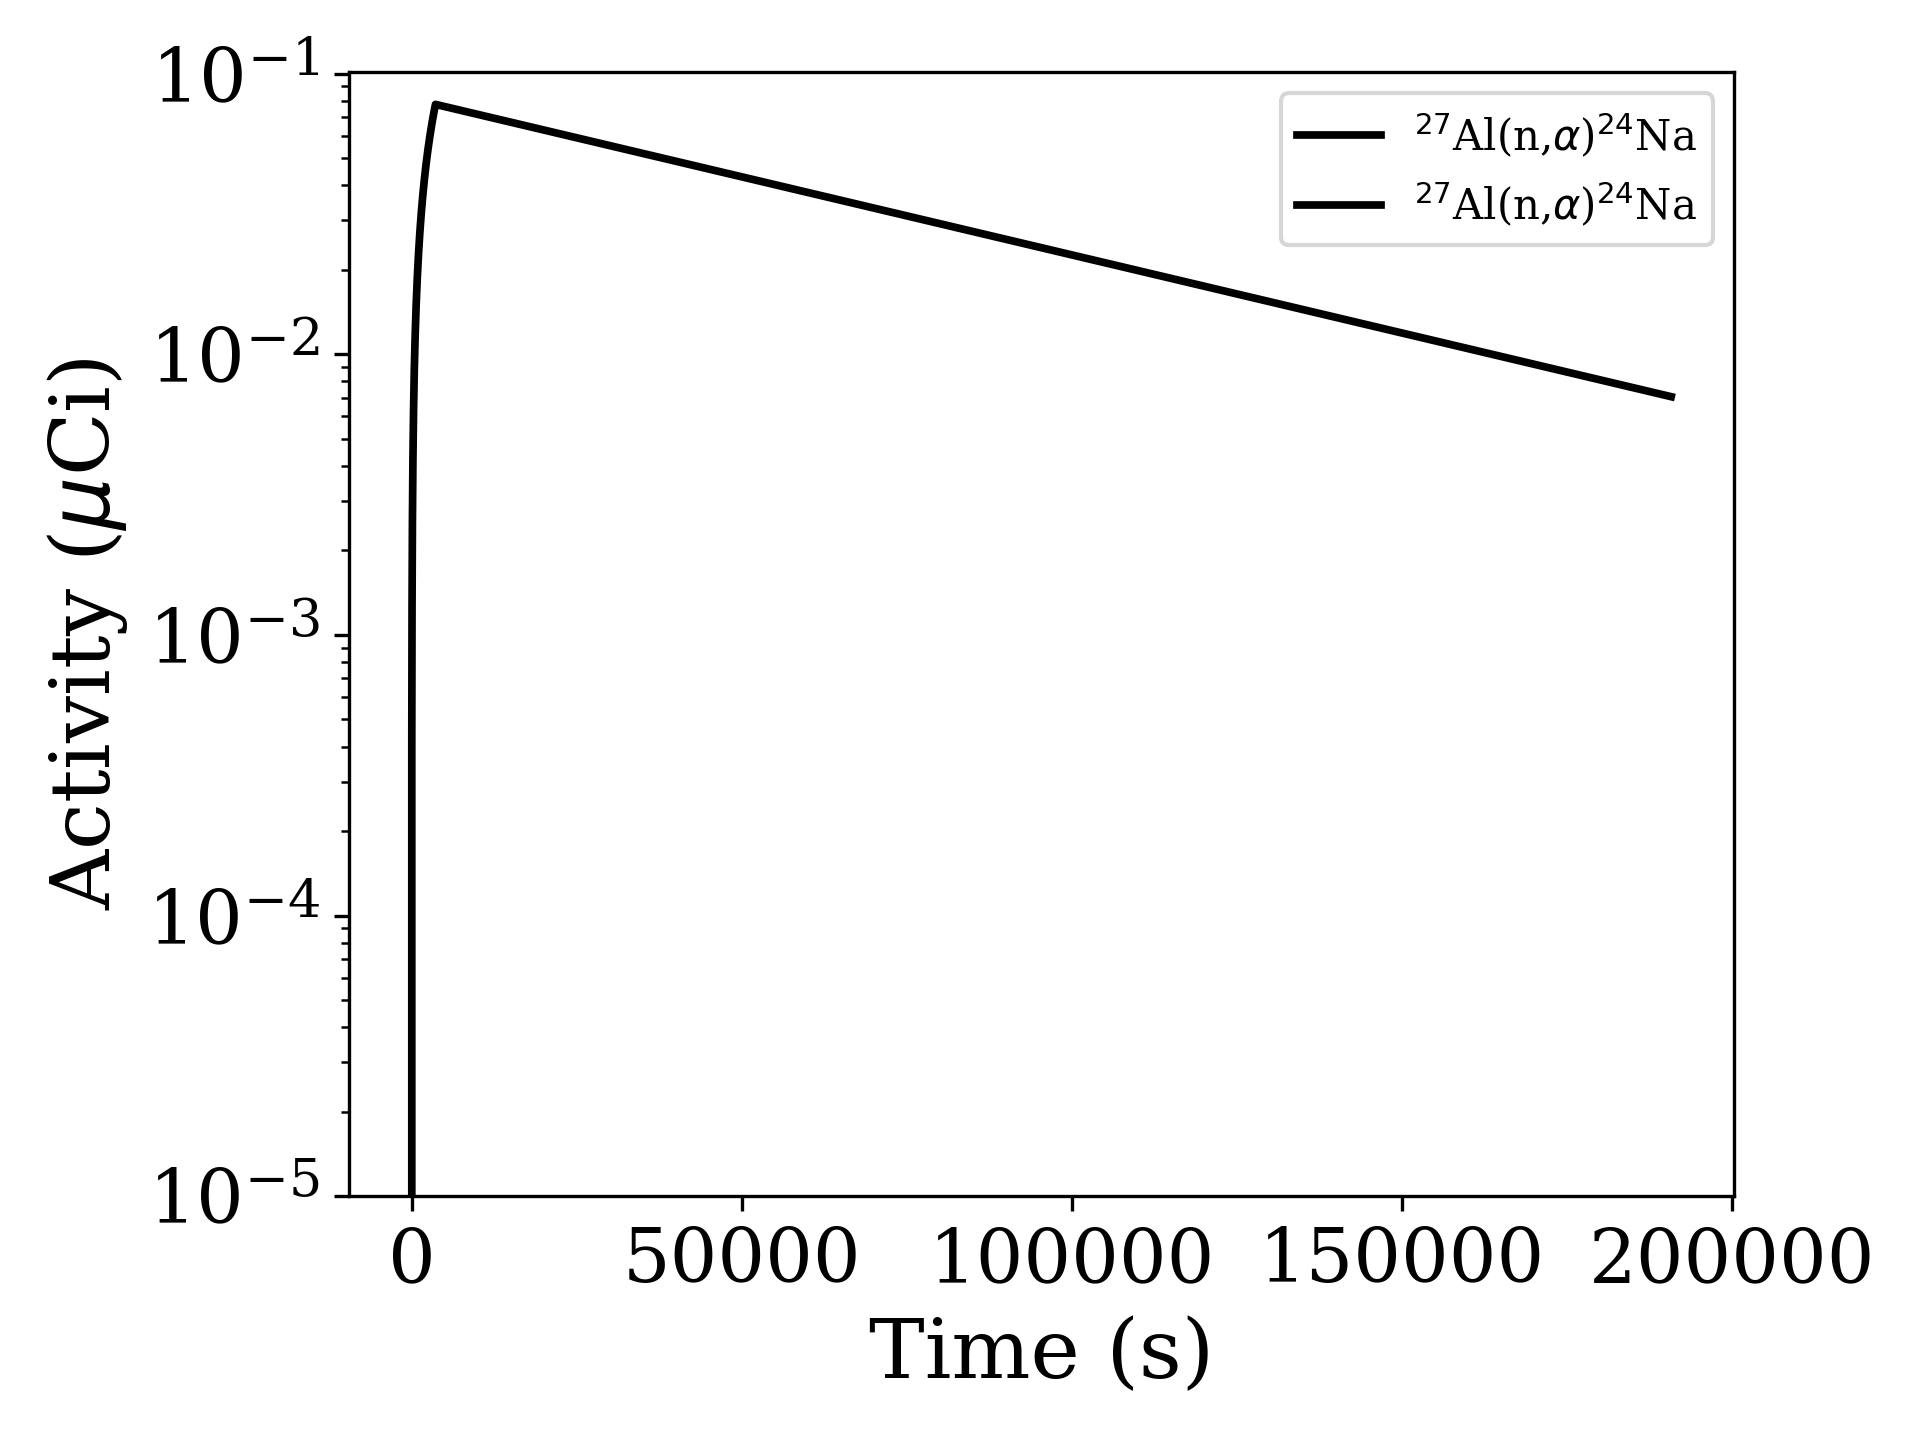 10⁻¹
10⁻²
10⁻³
10⁻⁴
10⁻⁵
Activity (μCi)
²⁷Al(n,α)²⁴Na
²⁷Al(n,α)²⁴Na
0 50000 100000 150000 200000
Time (s)